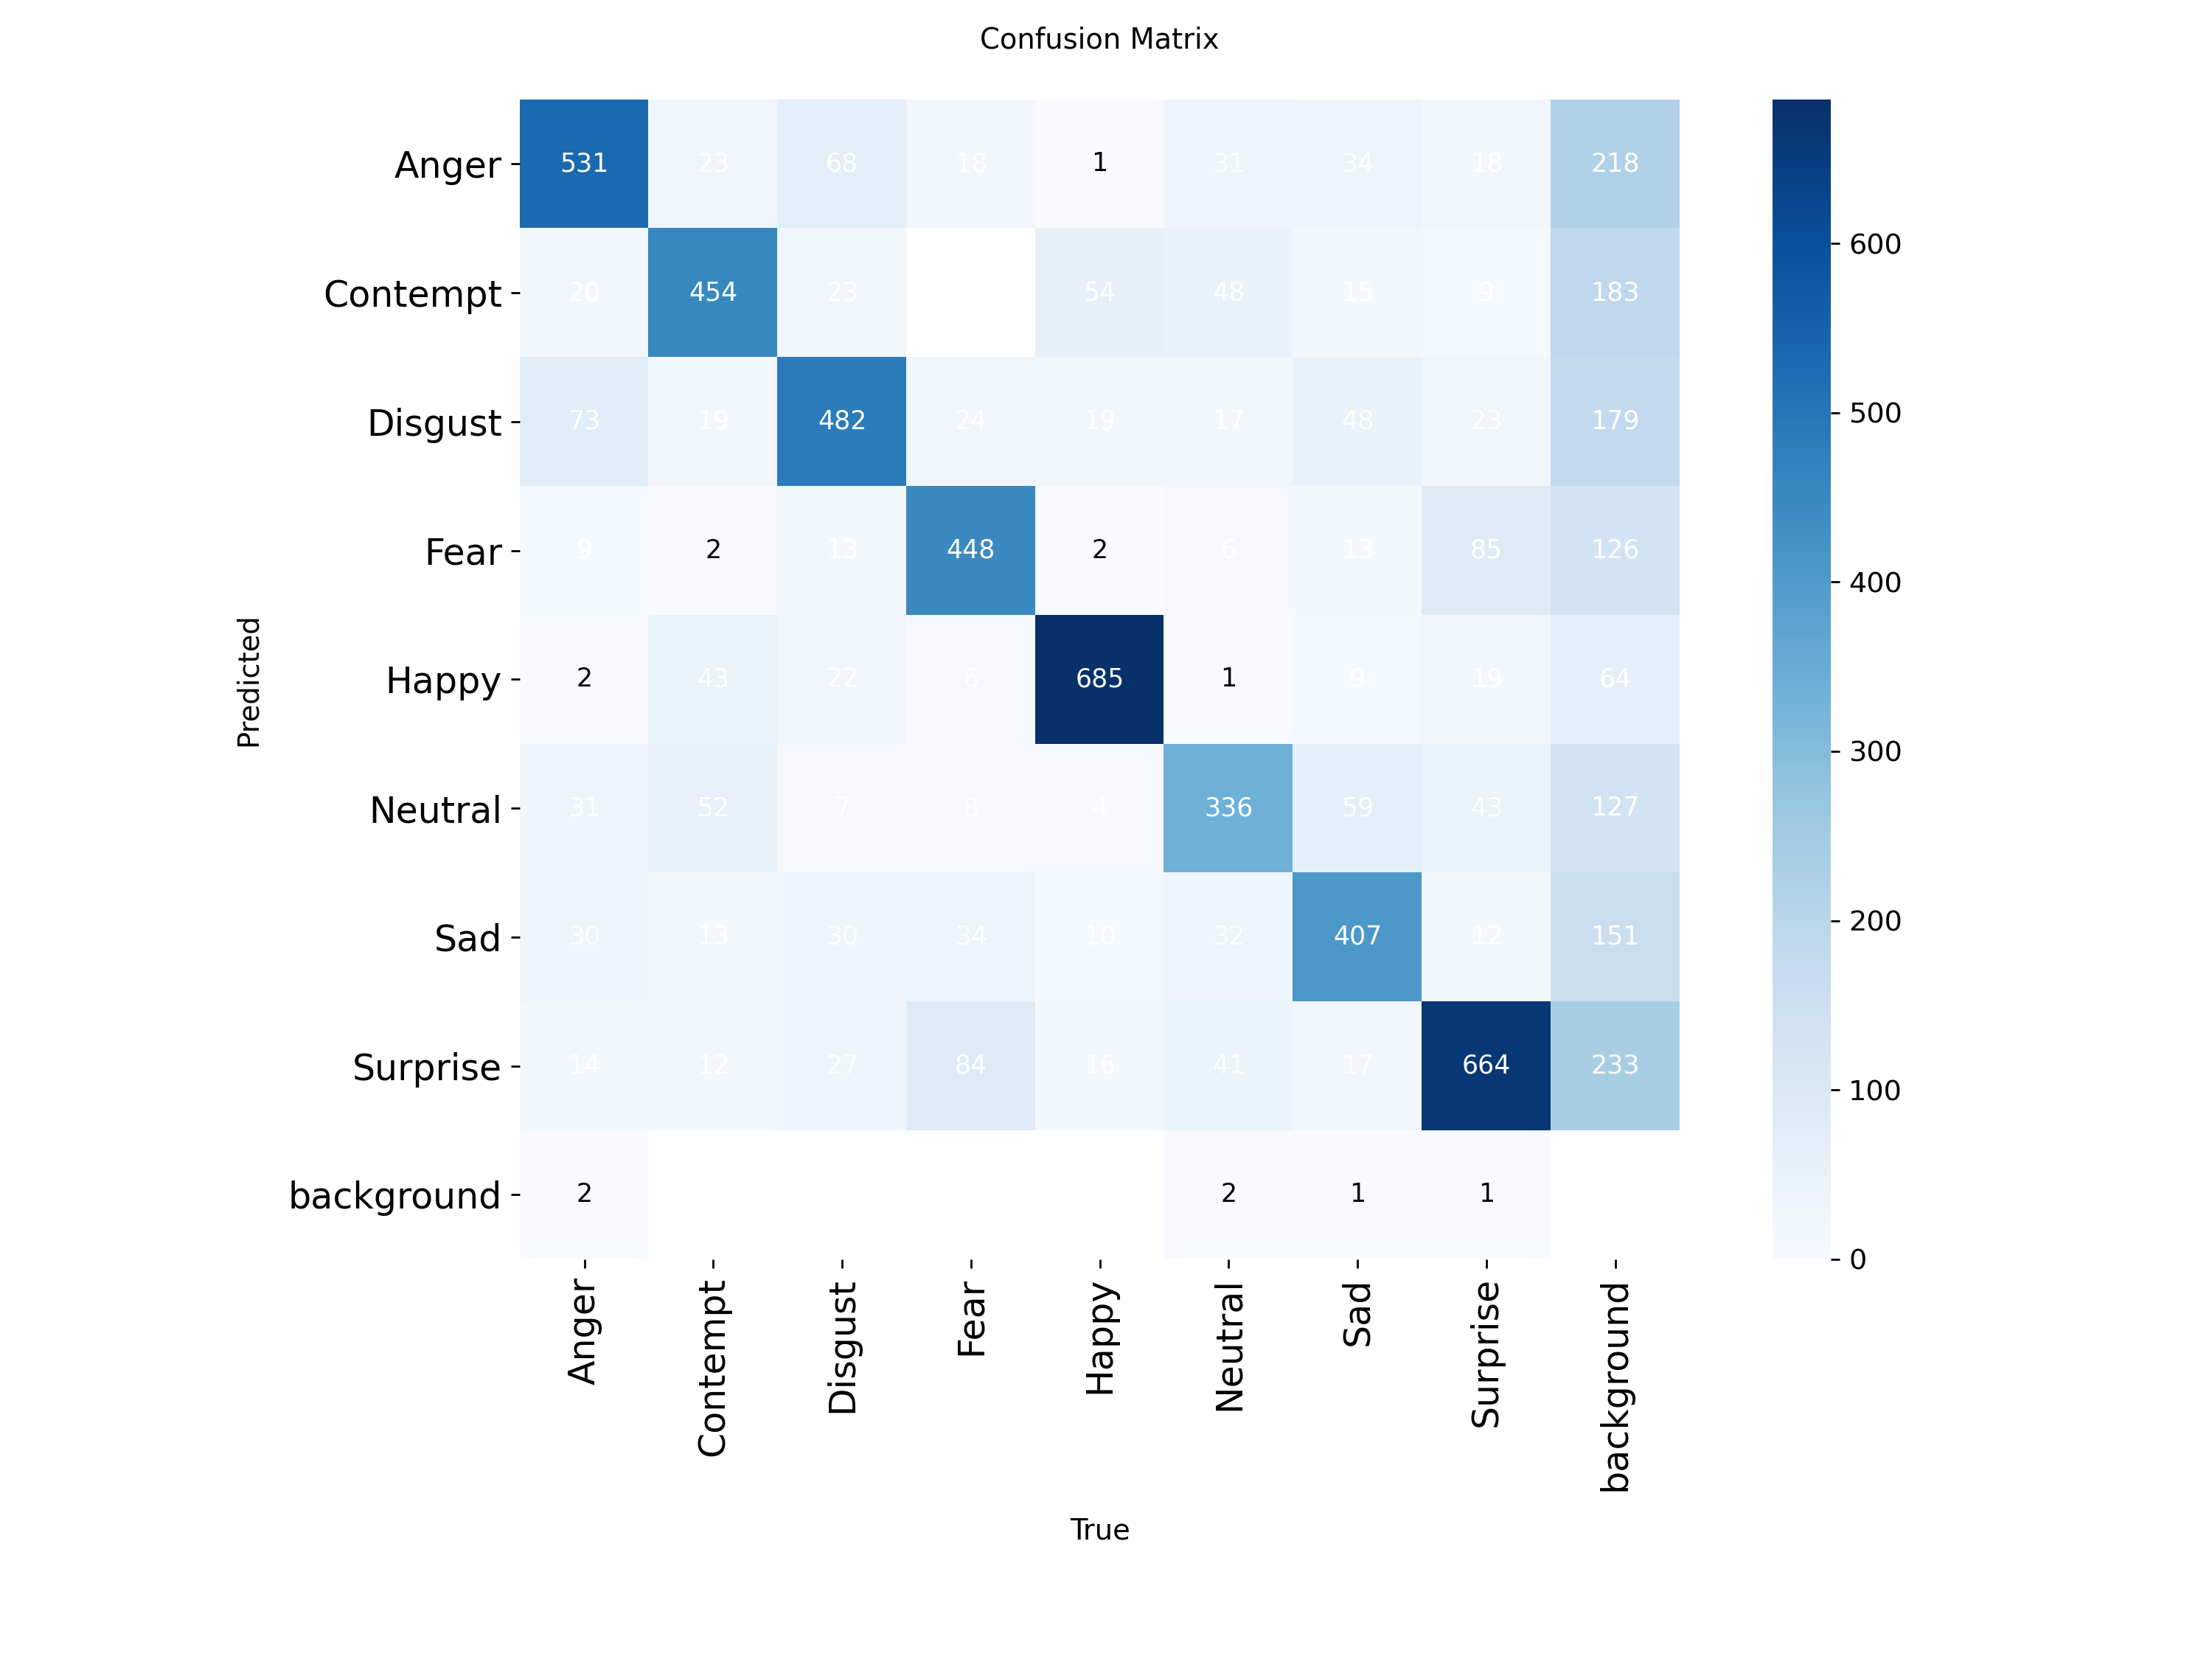 Confusion Matrix
Anger 531 23 68 18 1 31 34 18 218
Contempt 20 454 23 54 48 15 9 183
Disgust 73 19 482 24 19 17 48 23 179
Fear 9 2 13 448 2 6 13 85 126
Happy 2 43 22 6 685 1 9 19 64
Neutral 31 52 7 8 4 336 59 43 127
Sad 30 13 30 34 10 32 407 12 151
Surprise 14 12 27 84 16 41 17 664 233
background 2 2 1 1
Predicted
Anger Contempt Disgust Fear Happy Neutral Sad Surprise background
True
600
500
400
300
200
100
0